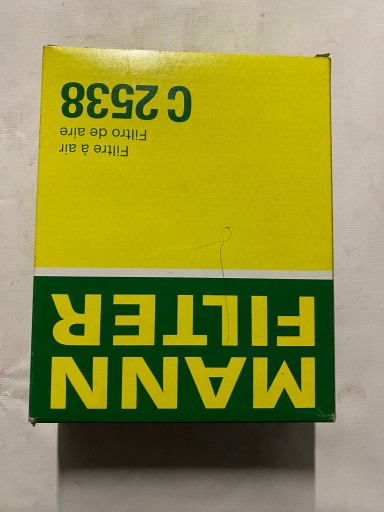 MANN
FILTER
Filtre à air
Filtro de aire
C 2538